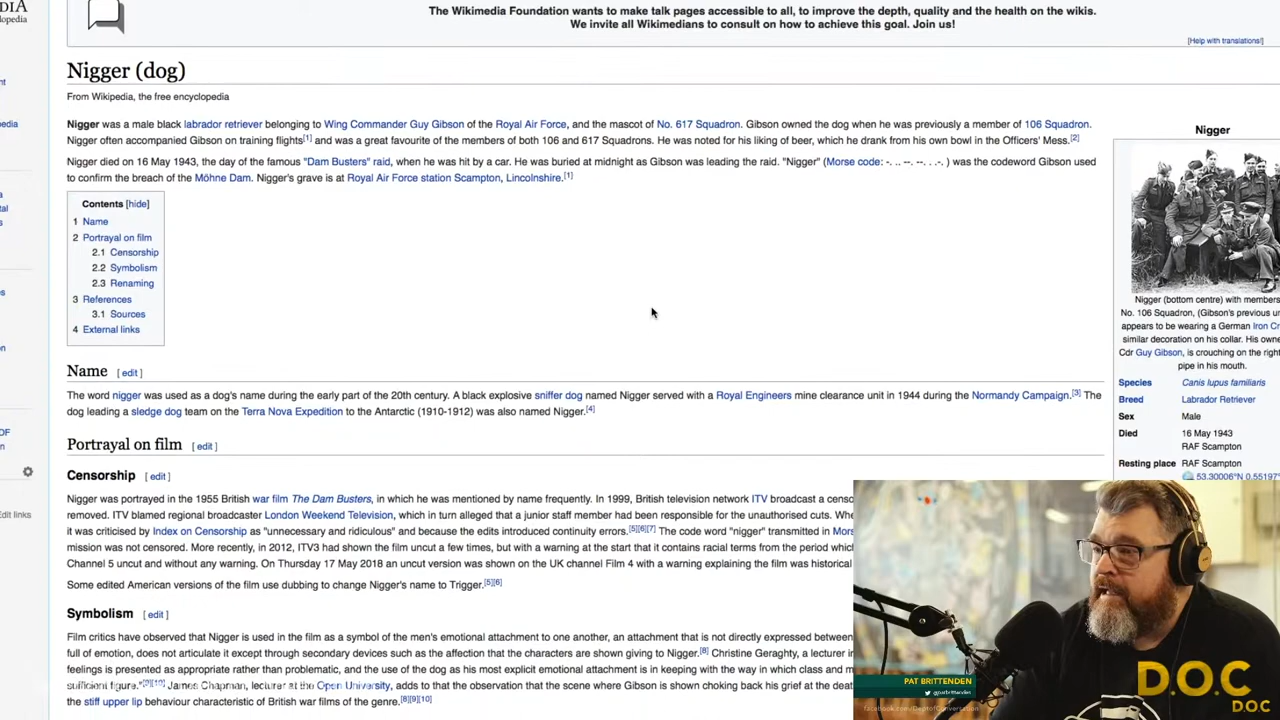 DIA
lopedia
The Wikimedia Foundation wants to make talk pages accessible to all, to improve the depth, quality and the health on the wikis.
We invite all Wikimedians to consult on how to achieve this goal. Join us!
[Help with translations!]
Nigger (dog)
From Wikipedia, the free encyclopedia
Nigger was a male black labrador retriever belonging to Wing Commander Guy Gibson of the Royal Air Force, and the mascot of No. 617 Squadron. Gibson owned the dog when he was previously a member of 106 Squadron.
Nigger often accompanied Gibson on training flights[1] and was a great favourite of the members of both 106 and 617 Squadrons. He was noted for his liking of beer, which he drank from his own bowl in the Officers' Mess.[2]
Nigger died on 16 May 1943, the day of the famous "Dam Busters" raid, when he was hit by a car. He was buried at midnight as Gibson was leading the raid. "Nigger" (Morse code: -. .. --. --. . .-. ) was the codeword Gibson used
to confirm the breach of the Möhne Dam. Nigger's grave is at Royal Air Force station Scampton, Lincolnshire.[1]
Contents [hide]
1 Name
2 Portrayal on film
2.1 Censorship
2.2 Symbolism
2.3 Renaming
3 References
3.1 Sources
4 External links
Nigger
Nigger (bottom centre) with members
No. 106 Squadron, (Gibson's previous un
appears to be wearing a German Iron Cr
similar decoration on his collar. His owne
Cdr Guy Gibson, is crouching on the right
pipe in his mouth.
Species Canis lupus familiaris
Breed Labrador Retriever
Sex Male
Died 16 May 1943
RAF Scampton
Resting place RAF Scampton
53.30006°N 0.55197°
Name [ edit ]
The word nigger was used as a dog's name during the early part of the 20th century. A black explosive sniffer dog named Nigger served with a Royal Engineers mine clearance unit in 1944 during the Normandy Campaign.[3] The
dog leading a sledge dog team on the Terra Nova Expedition to the Antarctic (1910-1912) was also named Nigger.[4]
Portrayal on film [ edit ]
Censorship [ edit ]
Nigger was portrayed in the 1955 British war film The Dam Busters, in which he was mentioned by name frequently. In 1999, British television network ITV broadcast a censo
removed. ITV blamed regional broadcaster London Weekend Television, which in turn alleged that a junior staff member had been responsible for the unauthorised cuts. Whe
it was criticised by Index on Censorship as "unnecessary and ridiculous" and because the edits introduced continuity errors.[5][6][7] The code word "nigger" transmitted in Mors
mission was not censored. More recently, in 2012, ITV3 had shown the film uncut a few times, but with a warning at the start that it contains racial terms from the period whic
Channel 5 uncut and without any warning. On Thursday 17 May 2018 an uncut version was shown on the UK channel Film 4 with a warning explaining the film was historical
Some edited American versions of the film use dubbing to change Nigger's name to Trigger.[5][6]
Symbolism [ edit ]
Film critics have observed that Nigger is used in the film as a symbol of the men's emotional attachment to one another, an attachment that is not directly expressed between
full of emotion, does not articulate it except through secondary devices such as the affection that the characters are shown giving to Nigger.[8] Christine Geraghty, a lecturer i
feelings is presented as appropriate rather than problematic, and the use of the dog as his most explicit emotional attachment is in keeping with the way in which class and m
sufficient figure."[9][10] James Chapman, lecturer at the Open University, adds to that the observation that the scene where Gibson is shown choking back his grief at the deat
the stiff upper lip behaviour characteristic of British war films of the genre.[8][9][10]
PAT BRITTENDEN
@patbrittenden
facebook.com/DeptofConversation
D.O.C
DOC